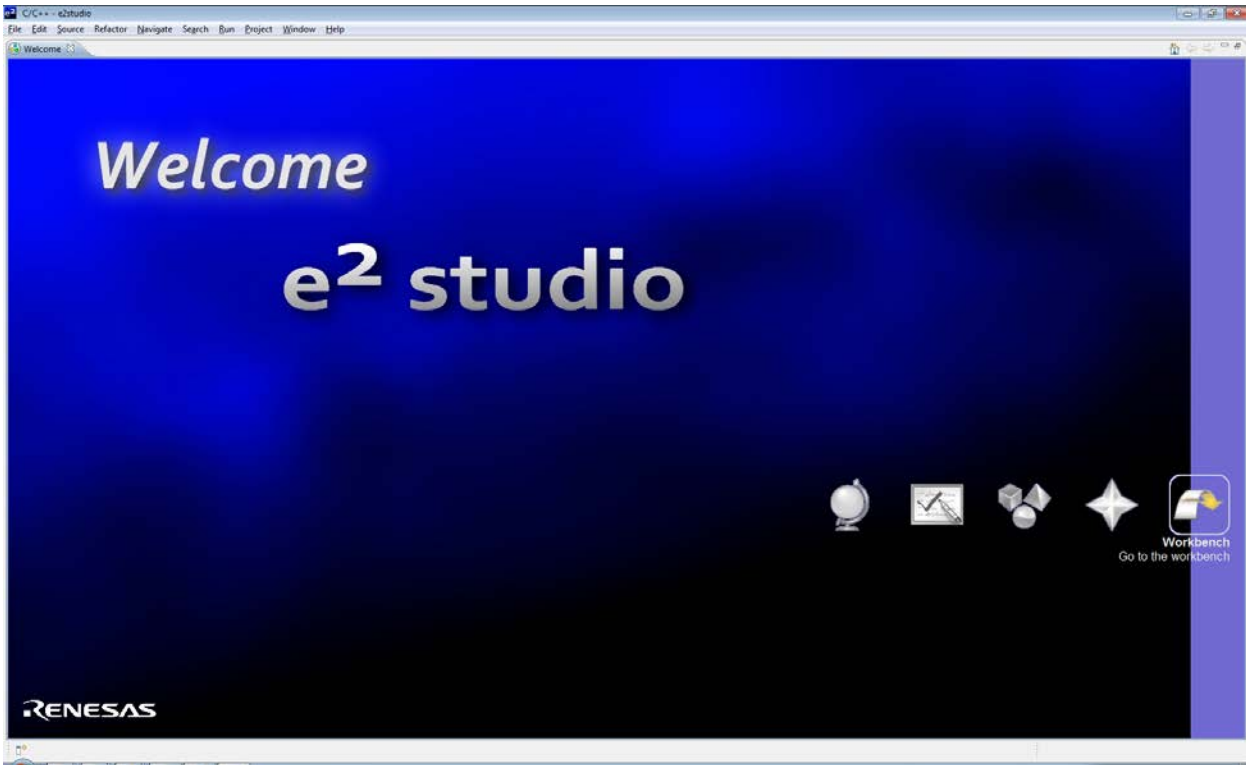 C/C++ - e2studio
File Edit Source Refactor Navigate Search Run Project Window Help
Welcome
Welcome
e² studio
Workbench
Go to the workbench
RENESAS